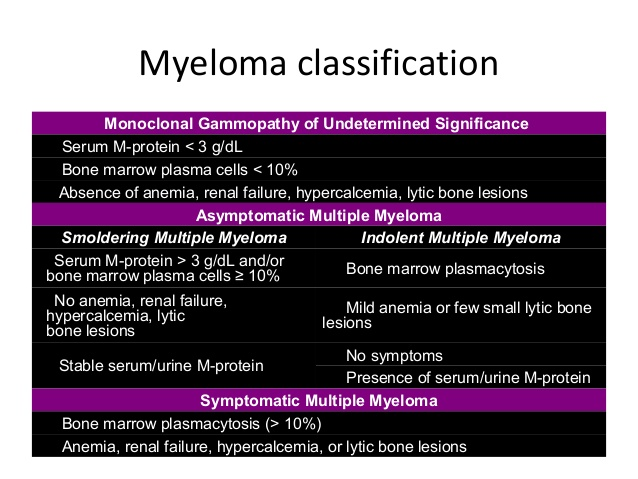 Myeloma classification
Monoclonal Gammopathy of Undetermined Significance
Serum M-protein < 3 g/dL
Bone marrow plasma cells < 10%
Absence of anemia, renal failure, hypercalcemia, lytic bone lesions
Asymptomatic Multiple Myeloma
Smoldering Multiple Myeloma
Indolent Multiple Myeloma
Serum M-protein > 3 g/dL and/or
bone marrow plasma cells ≥ 10%
Bone marrow plasmacytosis
No anemia, renal failure,
hypercalcemia, lytic
bone lesions
Mild anemia or few small lytic bone
lesions
Stable serum/urine M-protein
No symptoms
Presence of serum/urine M-protein
Symptomatic Multiple Myeloma
Bone marrow plasmacytosis (> 10%)
Anemia, renal failure, hypercalcemia, or lytic bone lesions